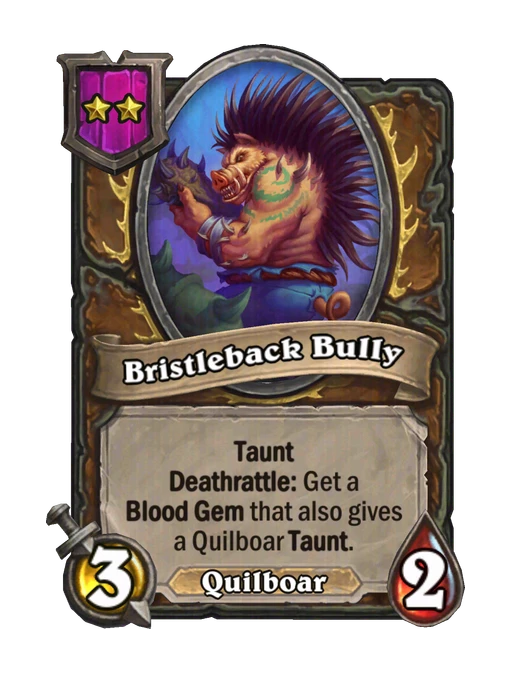 Bristleback Bully
Taunt
Deathrattle: Get a
Blood Gem that also gives
a Quilboar Taunt.
3
Quilboar
2